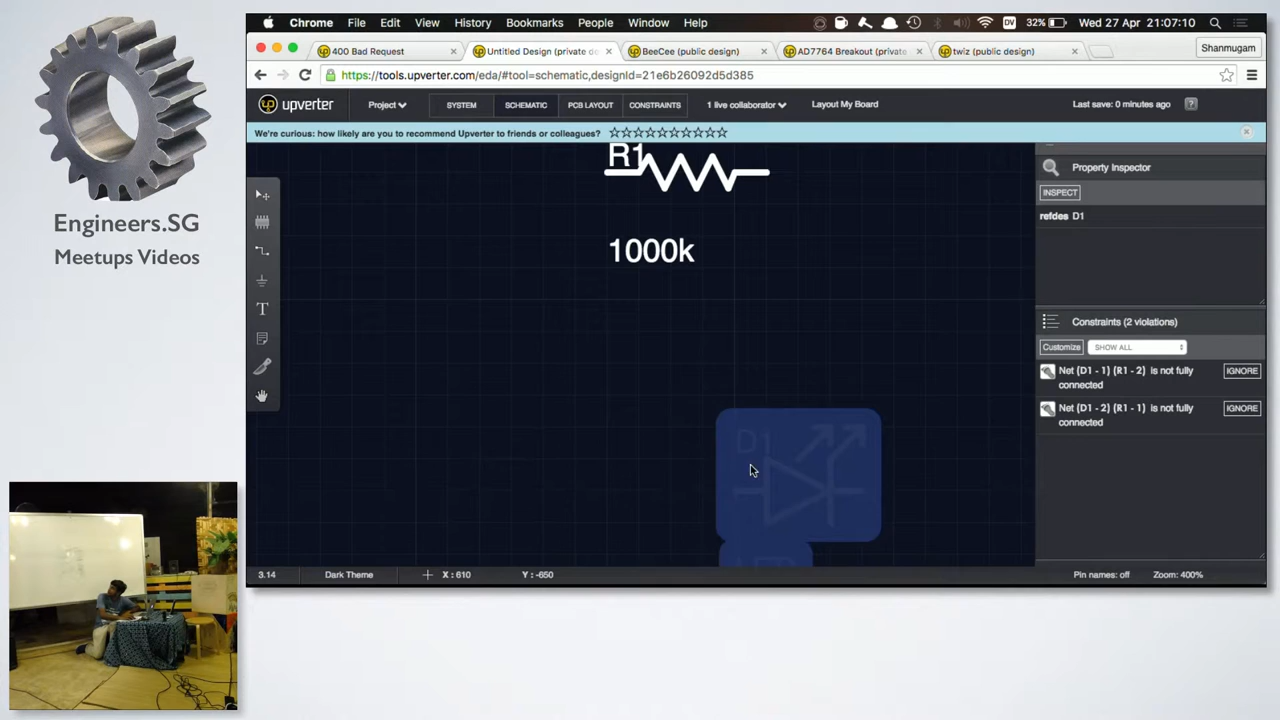 Chrome File Edit View History Bookmarks People Window Help DV 32% Wed 27 Apr 21:07:10
400 Bad Request × Untitled Design (private de × BeeCee (public design) × AD7764 Breakout (private × twiz (public design) × Shanmugam
https://tools.upverter.com/eda/#tool=schematic,designId=21e6b26092d5d385
upverter Project SYSTEM SCHEMATIC PCB LAYOUT CONSTRAINTS 1 live collaborator Layout My Board Last save: 0 minutes ago ?
We're curious: how likely are you to recommend Upverter to friends or colleagues?
R1
1000k
D1
T
Property Inspector
INSPECT
refdes D1
Constraints (2 violations)
Customize SHOW ALL
Net (D1 - 1) (R1 - 2) is not fully connected IGNORE
Net (D1 - 2) (R1 - 1) is not fully connected IGNORE
3.14 Dark Theme X : 610 Y : -650 Pin names: off Zoom: 400%
Engineers.SG
Meetups Videos